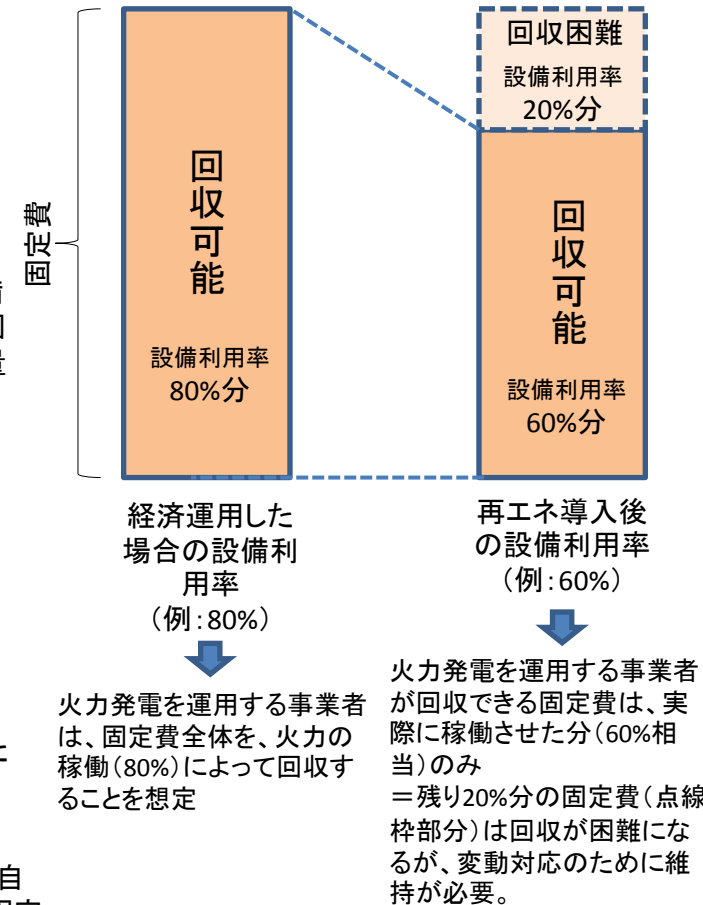 固定費
回収可能
設備利用率
80%分
回収困難
設備利用率
20%分
回収可能
設備利用率
60%分
経済運用した
場合の設備利
用率
（例：80%）
再エネ導入後
の設備利用率
（例：60%）
火力発電を運用する事業者
は、固定費全体を、火力の
稼働（80%）によって回収す
ることを想定
火力発電を運用する事業者
が回収できる固定費は、実
際に稼働させた分（60%相
当）のみ
＝残り20%分の固定費（点線
枠部分）は回収が困難にな
るが、変動対応のために維
持が必要。
自